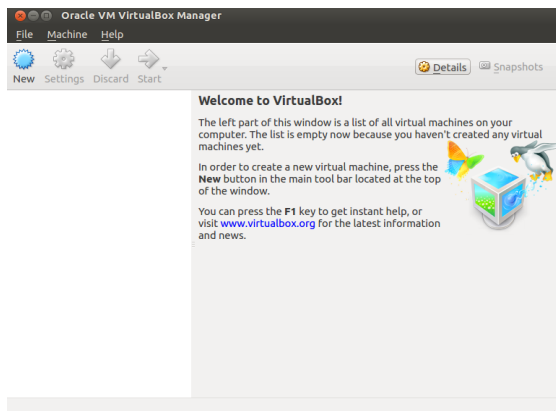 Oracle VM VirtualBox Manager
File Machine Help
New Settings Discard Start
Details Snapshots
Welcome to VirtualBox!
The left part of this window is a list of all virtual machines on your
computer. The list is empty now because you haven't created any virtual
machines yet.
In order to create a new virtual machine, press the
New button in the main tool bar located at the top
of the window.
You can press the F1 key to get instant help, or
visit www.virtualbox.org for the latest information
and news.